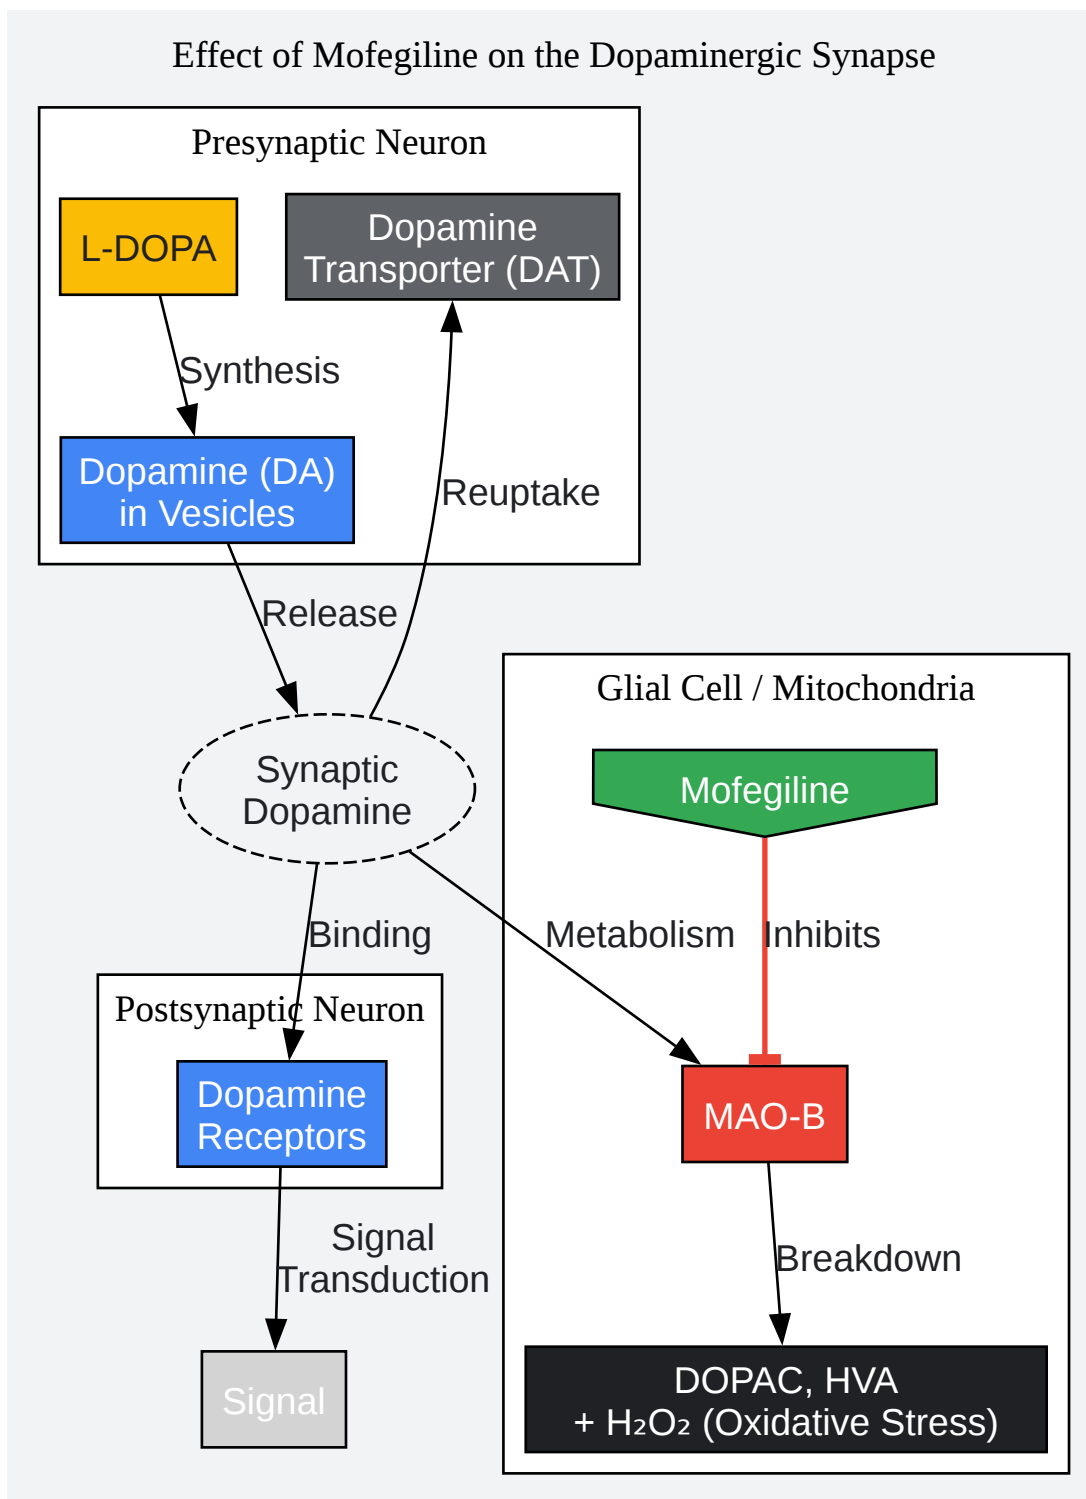 Effect of Mofegiline on the Dopaminergic Synapse
Presynaptic Neuron
L-DOPA
Dopamine
Transporter (DAT)
Synthesis
Dopamine (DA)
in Vesicles
Reuptake
Release
Synaptic
Dopamine
Glial Cell / Mitochondria
Mofegiline
Binding
Metabolism
Inhibits
Postsynaptic Neuron
Dopamine
Receptors
MAO-B
Signal
Transduction
Breakdown
Signal
DOPAC, HVA
+ H₂O₂ (Oxidative Stress)